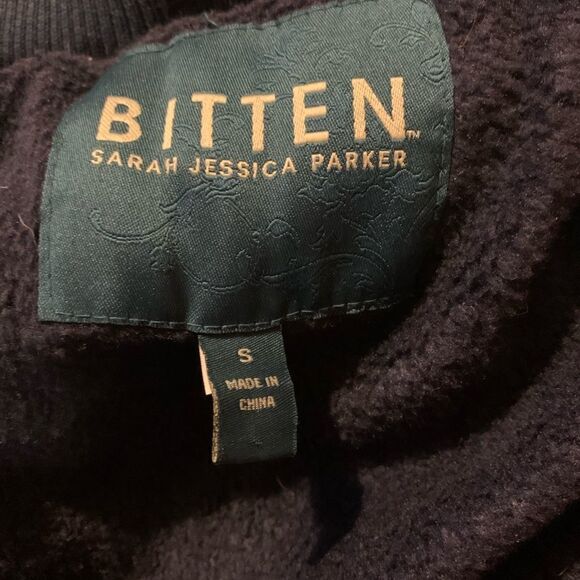 BITTEN™
SARAH JESSICA PARKER
S
MADE IN
CHINA